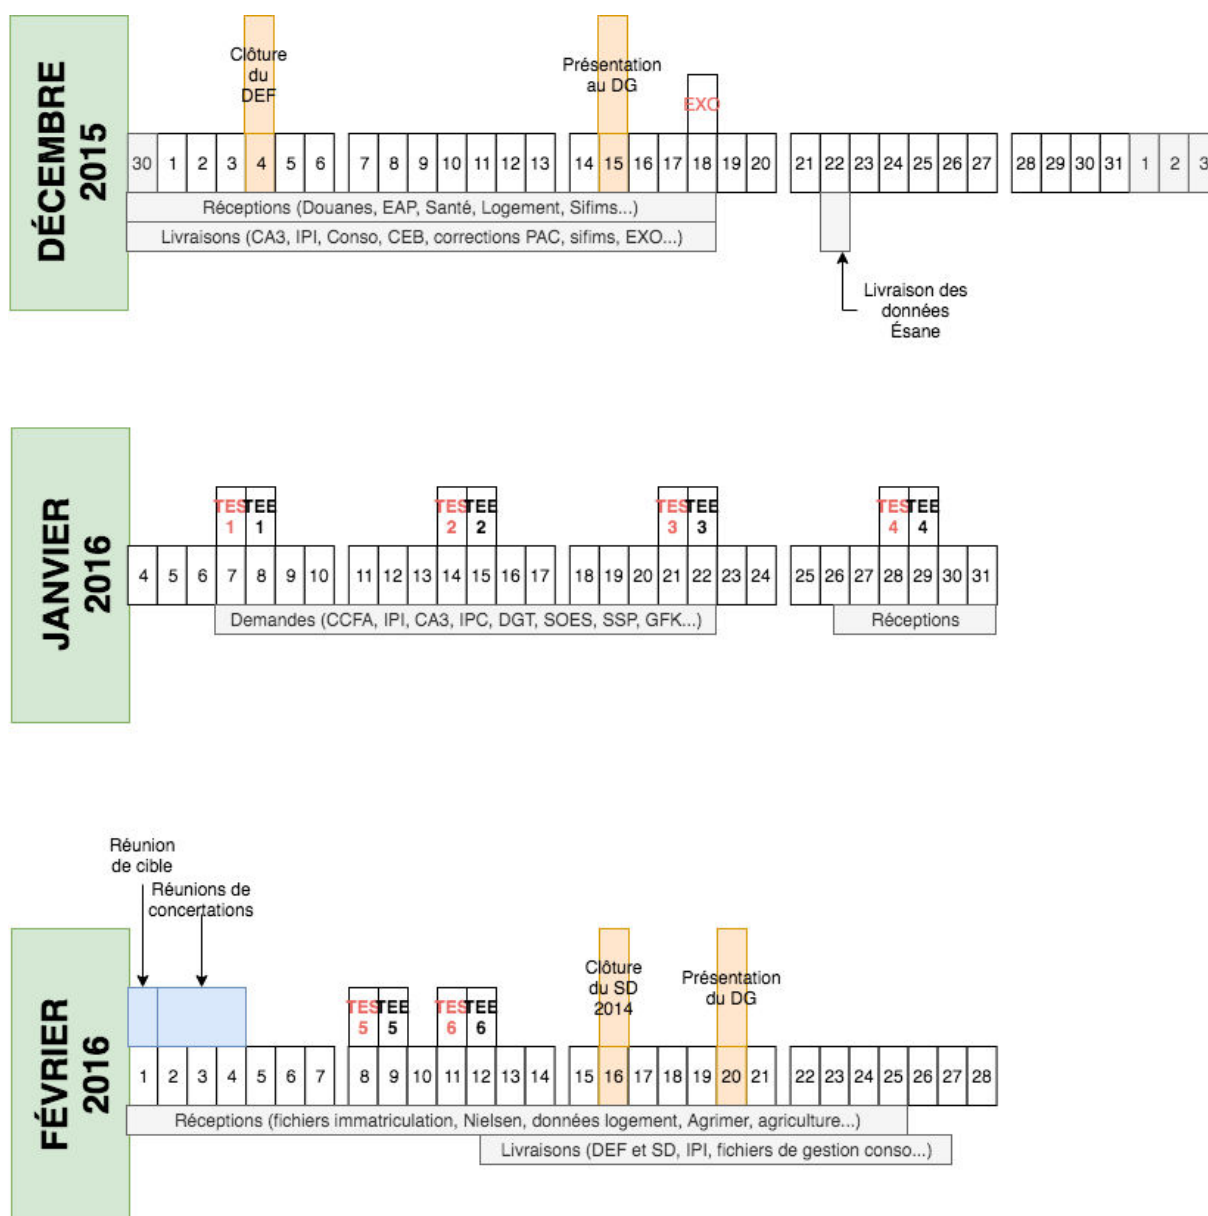 DÉCEMBRE
2015
Clôture
du
DEF
Présentation
au DG
EXO
30 1 2 3 4 5 6 7 8 9 10 11 12 13 14 15 16 17 18 19 20 21 22 23 24 25 26 27 28 29 30 31 1 2 3
Réceptions (Douanes, EAP, Santé, Logement, Sifims...)
Livraisons (CA3, IPI, Conso, CEB, corrections PAC, sifims, EXO...)
Livraison des
données
Ésane
JANVIER
2016
TES TEE TES TEE TES TEE TES TEE
1 1 2 2 3 3 4 4
4 5 6 7 8 9 10 11 12 13 14 15 16 17 18 19 20 21 22 23 24 25 26 27 28 29 30 31
Demandes (CCFA, IPI, CA3, IPC, DGT, SOES, SSP, GFK...)
Réceptions
FÉVRIER
2016
Réunion
de cible
Réunions de
concertations
TES TEE TES TEE
5 5 6 6
Clôture
du SD
2014
Présentation
du DG
1 2 3 4 5 6 7 8 9 10 11 12 13 14 15 16 17 18 19 20 21 22 23 24 25 26 27 28
Réceptions (fichiers immatriculation, Nielsen, données logement, Agrimer, agriculture...)
Livraisons (DEF et SD, IPI, fichiers de gestion conso...)